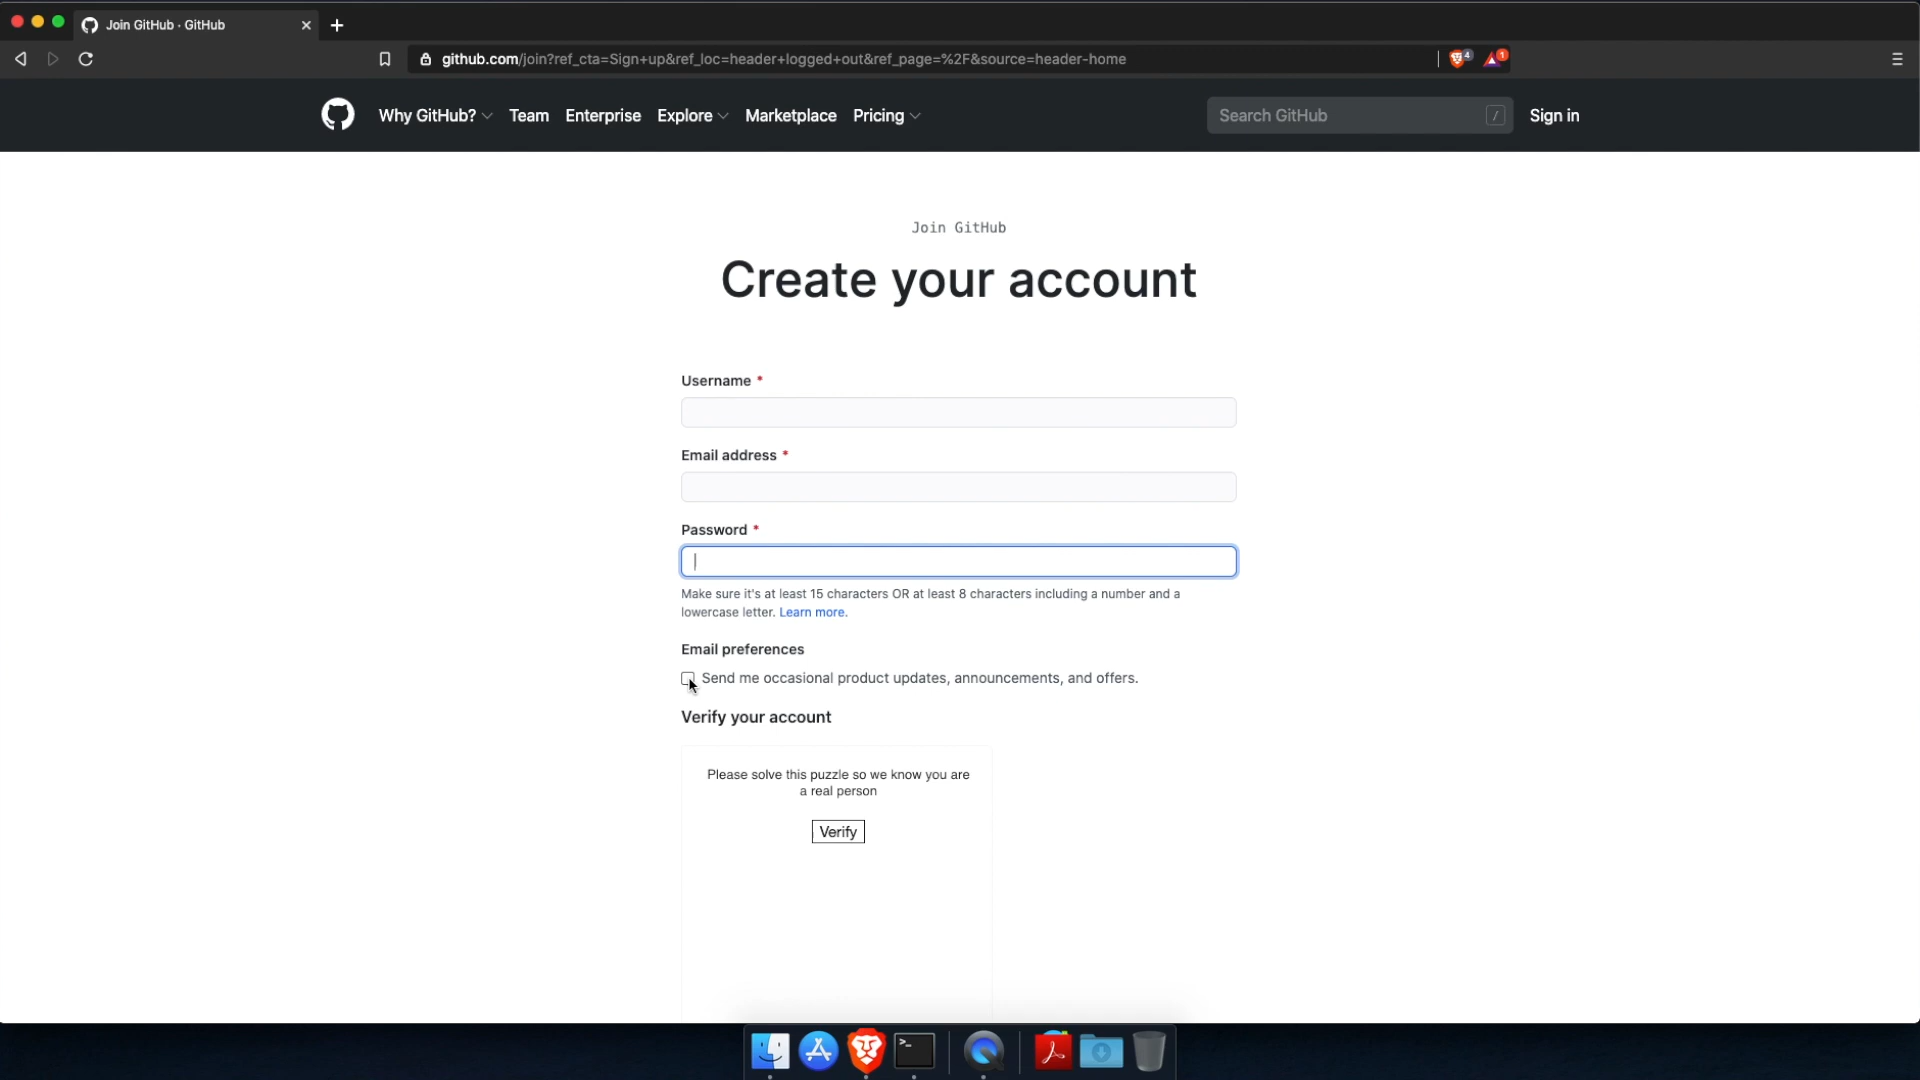 Join GitHub · GitHub
github.com/join?ref_cta=Sign+up&ref_loc=header+logged+out&ref_page=%2F&source=header-home
4
1
Why GitHub? Team Enterprise Explore Marketplace Pricing
Search GitHub /
Sign in
Join GitHub
Create your account
Username *
Email address *
Password *
Make sure it's at least 15 characters OR at least 8 characters including a number and a
lowercase letter. Learn more.
Email preferences
Send me occasional product updates, announcements, and offers.
Verify your account
Please solve this puzzle so we know you are
a real person
Verify
>_